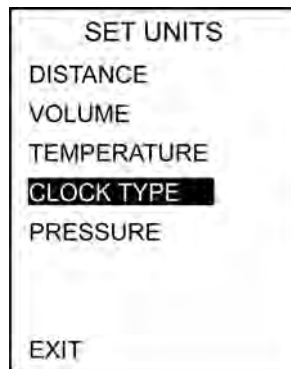 SET UNITS
DISTANCE
VOLUME
TEMPERATURE
CLOCK TYPE
PRESSURE
EXIT